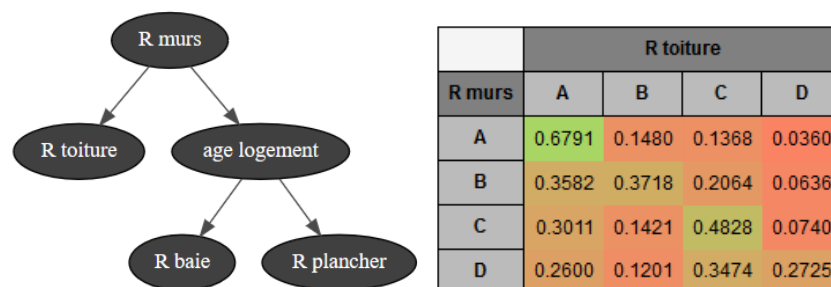 R murs
R toiture
age logement
R baie
R plancher
R toiture
R murs A B C D
A 0.6791 0.1480 0.1368 0.0360
B 0.3582 0.3718 0.2064 0.0636
C 0.3011 0.1421 0.4828 0.0740
D 0.2600 0.1201 0.3474 0.2725